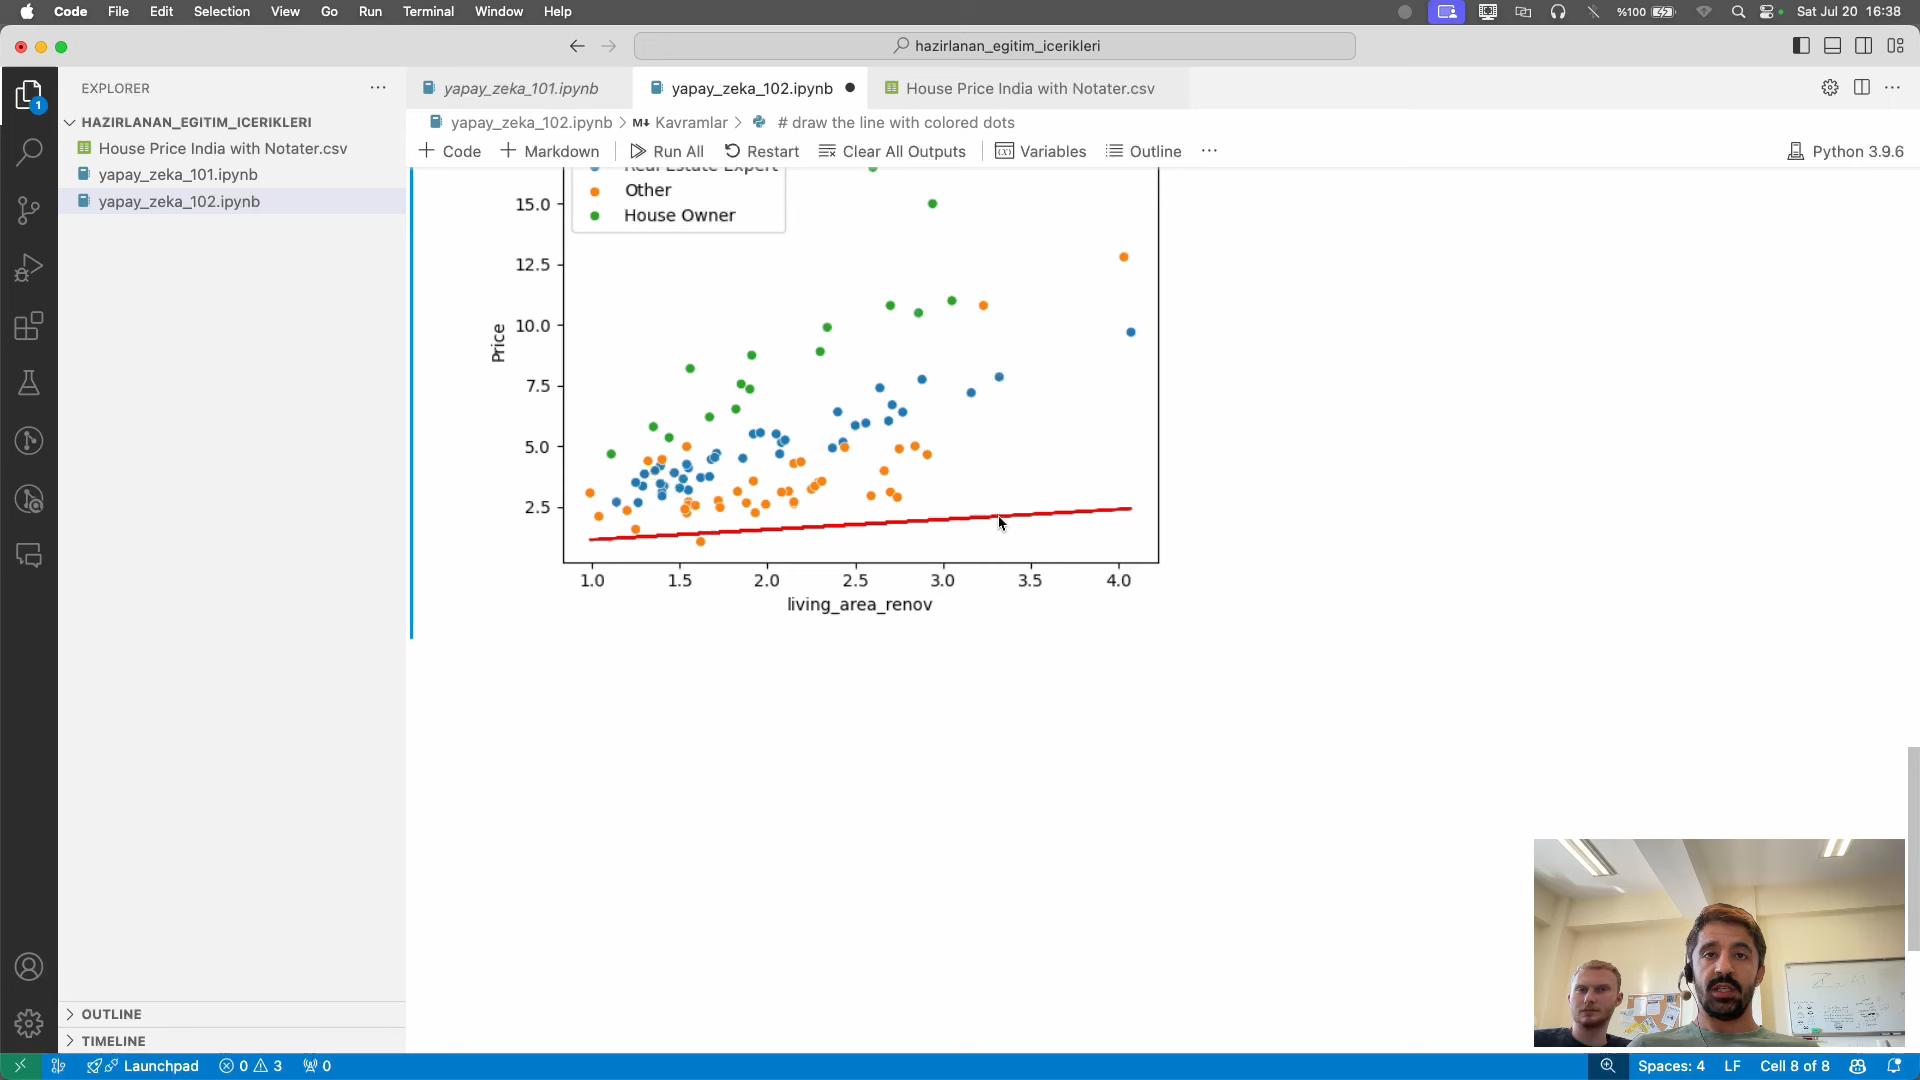 Code File Edit Selection View Go Run Terminal Window Help %100 Sat Jul 20 16:38
hazirlanan_egitim_icerikleri
EXPLORER
yapay_zeka_101.ipynb yapay_zeka_102.ipynb House Price India with Notater.csv
HAZIRLANAN_EGITIM_ICERIKLERI
yapay_zeka_102.ipynb > M↓ Kavramlar > # draw the line with colored dots
House Price India with Notater.csv
yapay_zeka_101.ipynb
yapay_zeka_102.ipynb
1
+ Code + Markdown Run All Restart Clear All Outputs Variables Outline ... Python 3.9.6
Real Estate Expert
Other
House Owner
15.0
12.5
10.0
7.5
5.0
2.5
Price
1.0 1.5 2.0 2.5 3.0 3.5 4.0
living_area_renov
OUTLINE
TIMELINE
Launchpad 0 3 0 Spaces: 4 LF Cell 8 of 8